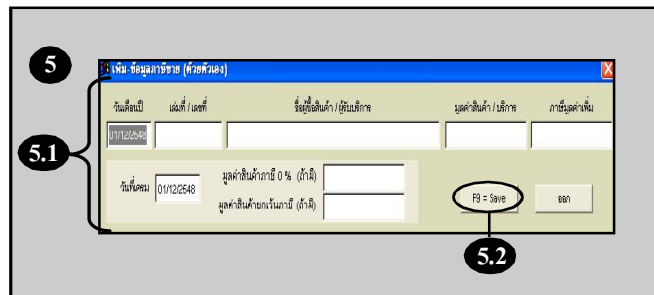 5
เพิ่ม-ข้อมูลภาษีขาย (ด้วยตัวเอง)
วันเดือนปี เล่มที่ / เลขที่ ชื่อผู้ซื้อสินค้า / ผู้รับบริการ มูลค่าสินค้า / บริการ ภาษีมูลค่าเพิ่ม
01/12/2548
5.1
มูลค่าสินค้าภาษี 0 % (ถ้ามี)
วันที่เคลม 01/12/2548 F9 = Save ออก
มูลค่าสินค้ายกเว้นภาษี (ถ้ามี)
5.2